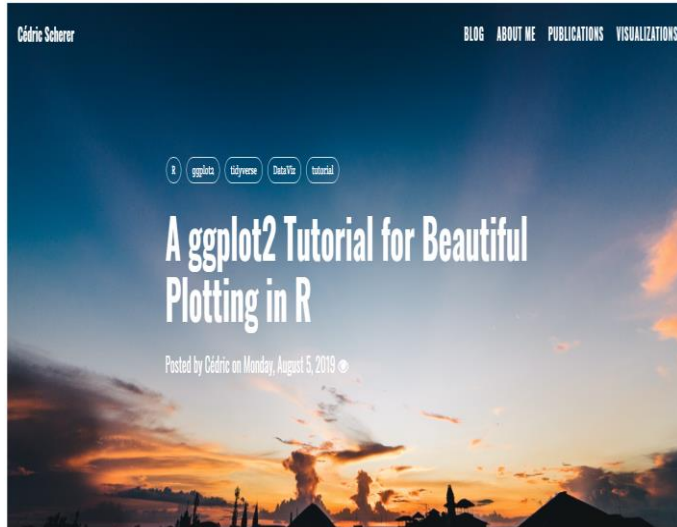 Cédric Scherer
BLOG ABOUT ME PUBLICATIONS VISUALIZATIONS
R ggplot2 tidyverse DataViz tutorial
A ggplot2 Tutorial for Beautiful
Plotting in R
Posted by Cédric on Monday, August 5, 2019